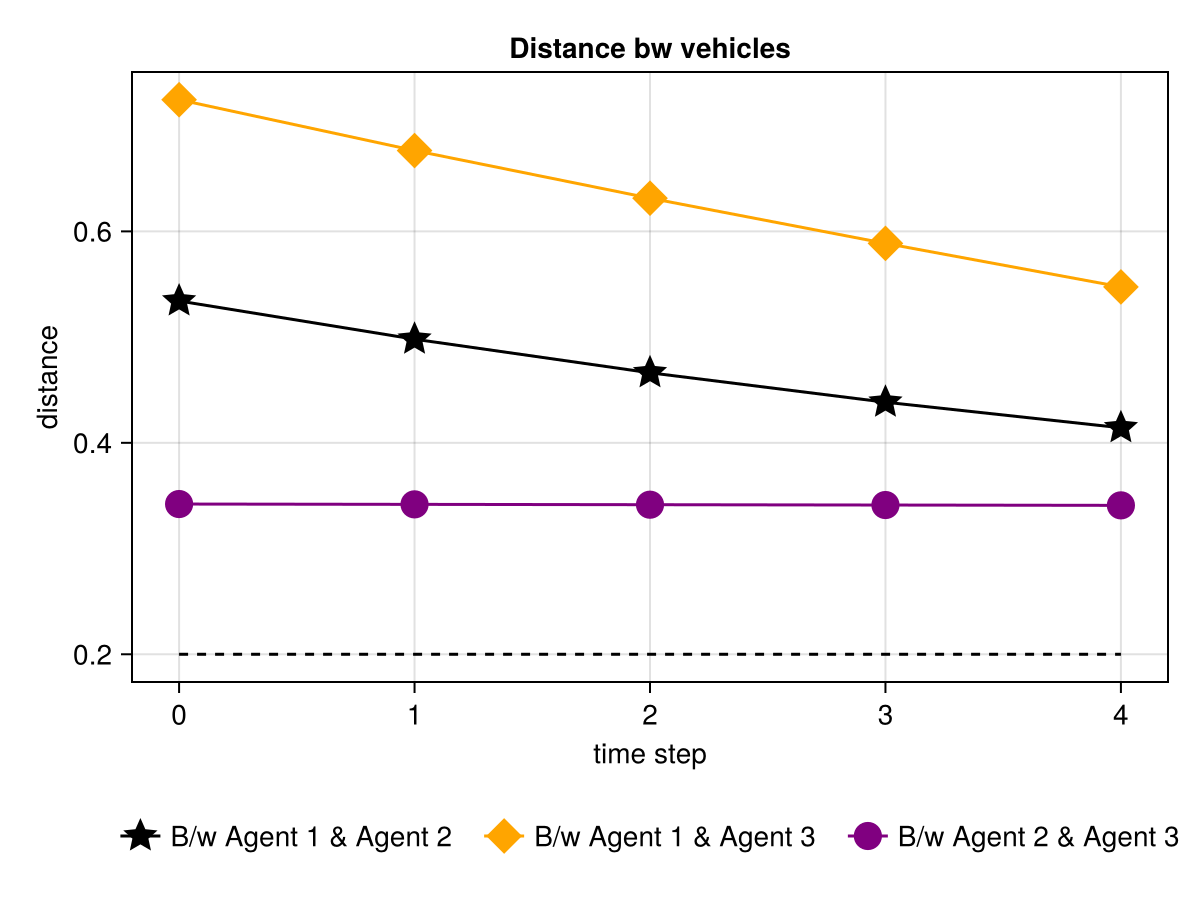 Distance bw vehicles
distance
0.6
0.4
0.2
0 1 2 3 4
time step
B/w Agent 1 & Agent 2 B/w Agent 1 & Agent 3 B/w Agent 2 & Agent 3